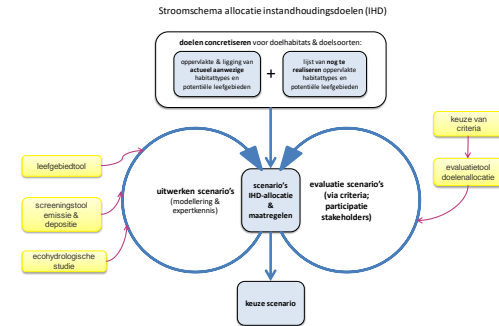 Stroomschema allocatie instandhoudingsdoelen (IHD)
doelen concretiseren voor doelhabitats & doelsoorten:
oppervlakte & ligging van
actueel aanwezige
habitattypes en
potentiële leefgebieden
+
lijst van nog te
realiseren oppervlakte
habitattypes en
potentiële leefgebieden
keuze van
criteria
leefgebiedtool
evaluatietool
doelenallocatie
uitwerken scenario's
(modellering &
expertkennis)
scenario's
IHD-allocatie
&
maatregelen
evaluatie scenario's
(via criteria;
participatie
stakeholders)
screeningstool
emissie &
depositie
ecohydrologische
studie
keuze scenario